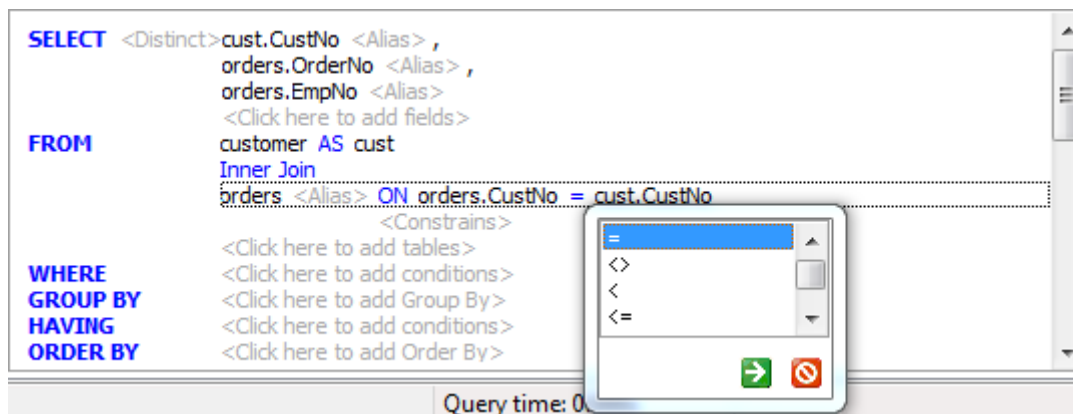 SELECT <Distinct>cust.CustNo <Alias> ,
orders.OrderNo <Alias> ,
orders.EmpNo <Alias>
<Click here to add fields>
FROM customer AS cust
Inner Join
orders <Alias> ON orders.CustNo = cust.CustNo
<Constrains>
<Click here to add tables>
WHERE <Click here to add conditions>
GROUP BY <Click here to add Group By>
HAVING <Click here to add conditions>
ORDER BY <Click here to add Order By>
=
<>
<
<=
Query time: